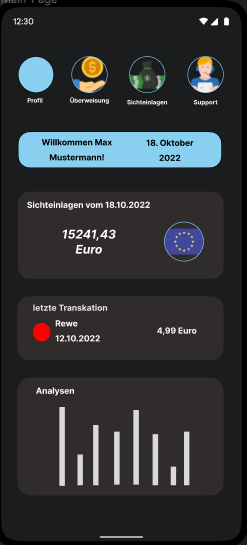 Main Page
12:30
Profil
Überweisung
Sichteinlagen
Support
Willkommen Max
Mustermann!
18. Oktober
2022
Sichteinlagen vom 18.10.2022
15241,43
Euro
letzte Transkation
Rewe
12.10.2022
4,99 Euro
Analysen